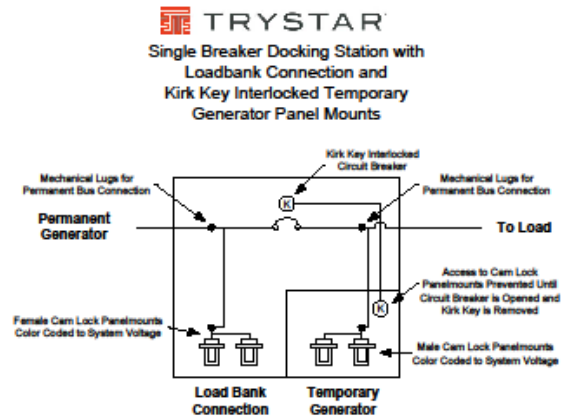 TRYSTAR
Single Breaker Docking Station with
Loadbank Connection and
Kirk Key Interlocked Temporary
Generator Panel Mounts
Kirk Key Interlocked
Circuit Breaker
Mechanical Lugs for
Permanent Bus Connection
Mechanical Lugs for
Permanent Bus Connection
K
Permanent
Generator
To Load
Access to Cam Lock
Panelmounts Prevented Until
Circuit Breaker is Opened and
Kirk Key is Removed
K
Female Cam Lock Panelmounts
Color Coded to System Voltage
Male Cam Lock Panelmounts
Color Coded to System Voltage
Load Bank
Connection
Temporary
Generator